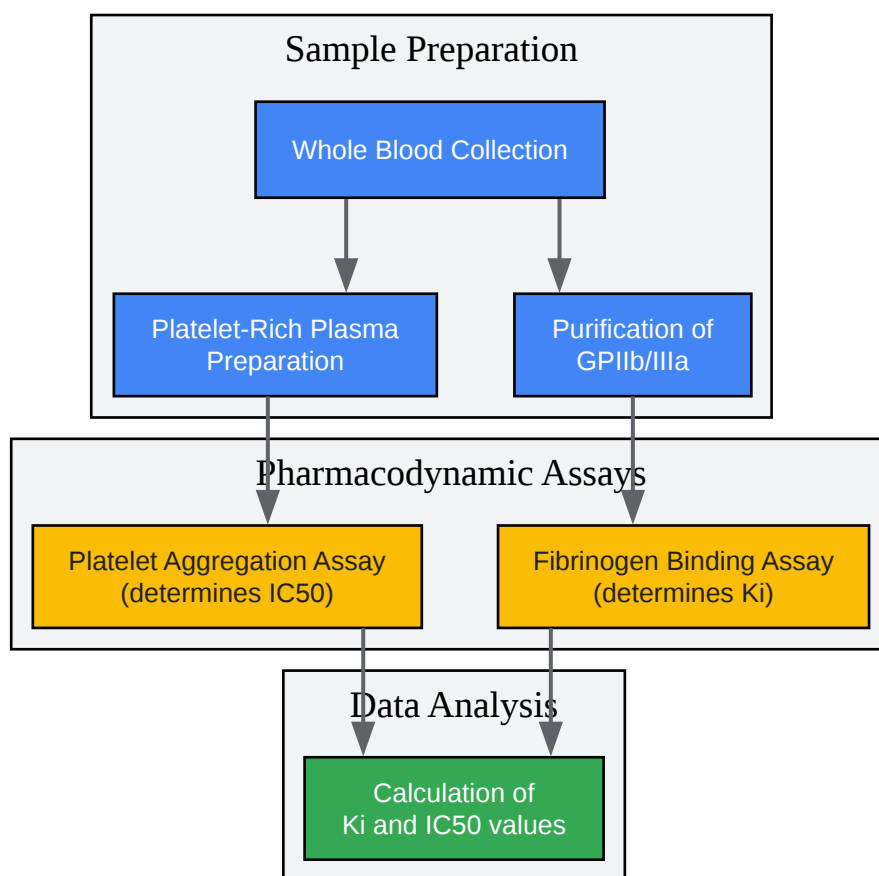 Sample Preparation
Whole Blood Collection
Platelet-Rich Plasma
Preparation
Purification of
GPIIb/IIIa
Pharmacodynamic Assays
Platelet Aggregation Assay
(determines IC50)
Fibrinogen Binding Assay
(determines Ki)
Data Analysis
Calculation of
Ki and IC50 values